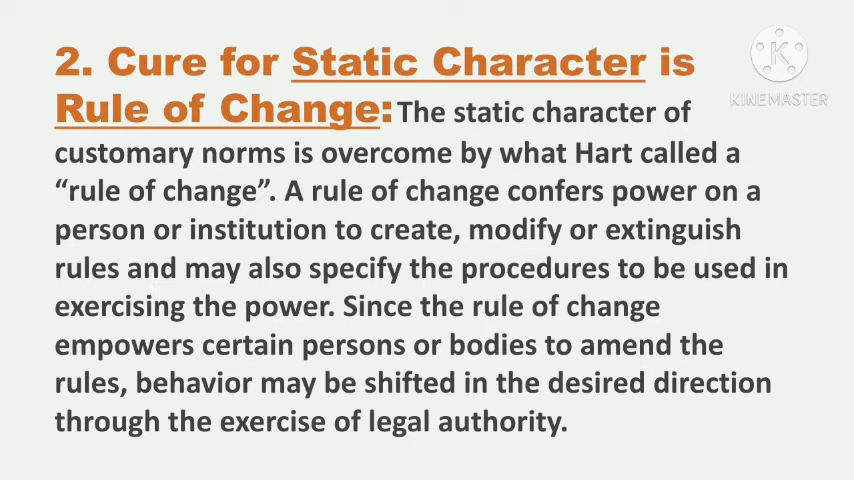 2. Cure for Static Character is
Rule of Change: The static character of
customary norms is overcome by what Hart called a
“rule of change”. A rule of change confers power on a
person or institution to create, modify or extinguish
rules and may also specify the procedures to be used in
exercising the power. Since the rule of change
empowers certain persons or bodies to amend the
rules, behavior may be shifted in the desired direction
through the exercise of legal authority.
K
KINEMASTER